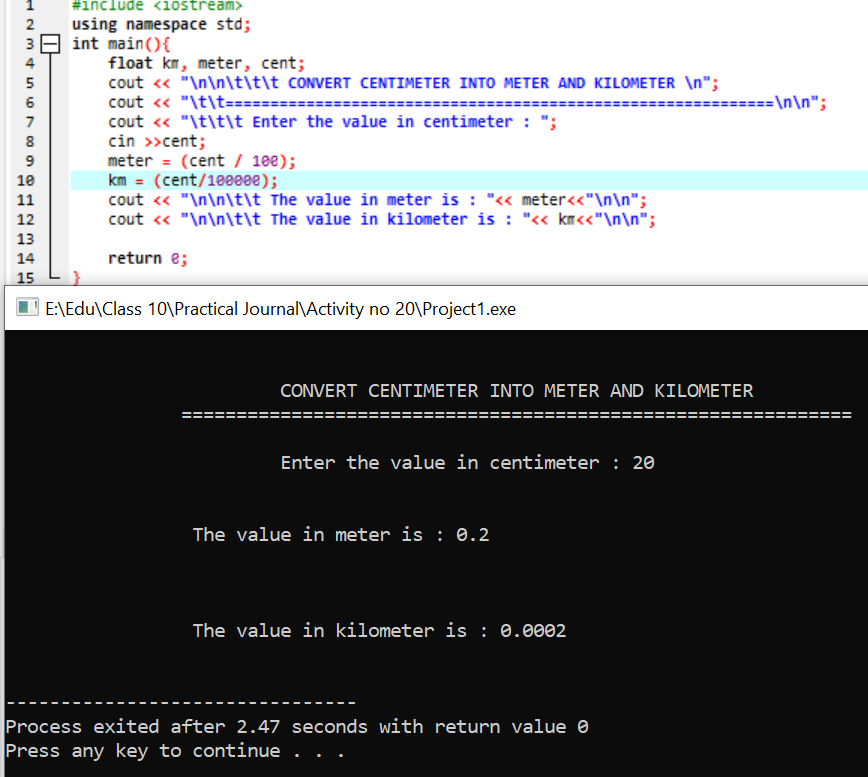 1 #include <iostream>
2 using namespace std;
3 int main(){
4 float km, meter, cent;
5 cout << "\n\n\t\t\t CONVERT CENTIMETER INTO METER AND KILOMETER \n";
6 cout << "\t\t=============================================================\n\n";
7 cout << "\t\t\t Enter the value in centimeter : ";
8 cin >>cent;
9 meter = (cent / 100);
10 km = (cent/100000);
11 cout << "\n\n\t\t The value in meter is : "<< meter<<"\n\n";
12 cout << "\n\n\t\t The value in kilometer is : "<< km<<"\n\n";
13
14 return 0;
15 }
E:\Edu\Class 10\Practical Journal\Activity no 20\Project1.exe
CONVERT CENTIMETER INTO METER AND KILOMETER
=============================================================
Enter the value in centimeter : 20
The value in meter is : 0.2
The value in kilometer is : 0.0002
--------------------------------
Process exited after 2.47 seconds with return value 0
Press any key to continue . . .